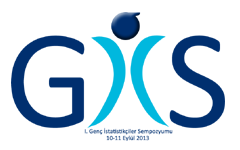 GİS
I. Genç İstatistikçiler Sempozyumu
10-11 Eylül 2013